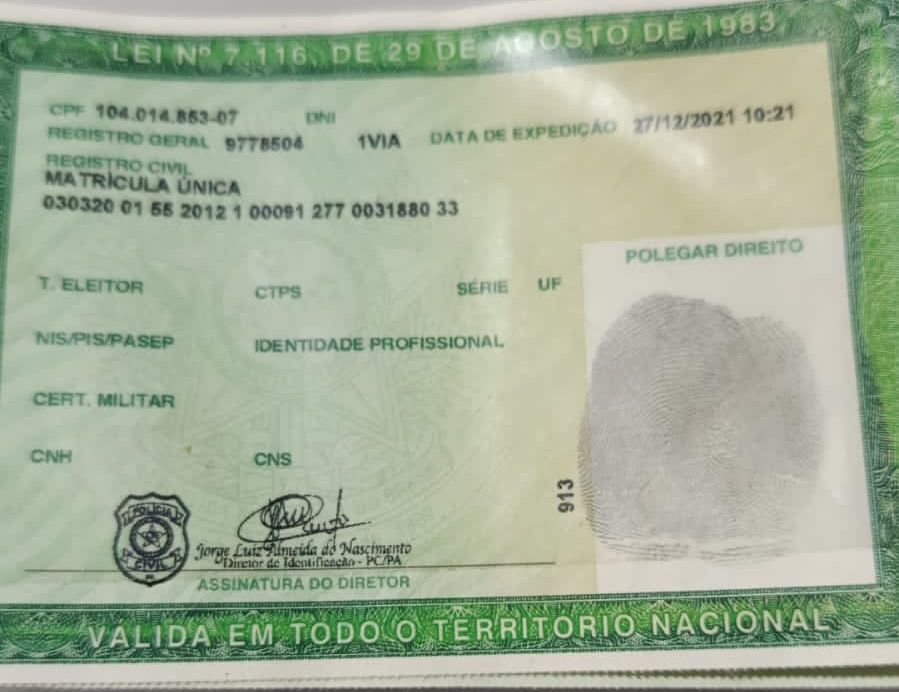 LEI Nº 7.116, DE 29 DE AGOSTO DE 1983
CPF 104.014.853-07 DNI
REGISTRO GERAL 9778504 1VIA DATA DE EXPEDIÇÃO 27/12/2021 10:21
REGISTRO CIVIL
MATRÍCULA ÚNICA
030320 01 55 2012 1 00091 277 0031880 33
POLEGAR DIREITO
T. ELEITOR CTPS SÉRIE UF
NIS/PIS/PASEP IDENTIDADE PROFISSIONAL
CERT. MILITAR
CNH CNS
913
POLÍCIA
CIVIL
Jorge Luiz Almeida do Nascimento
Diretor de Identificação - PC/PA
ASSINATURA DO DIRETOR
VALIDA EM TODO O TERRITORIO NACIONAL